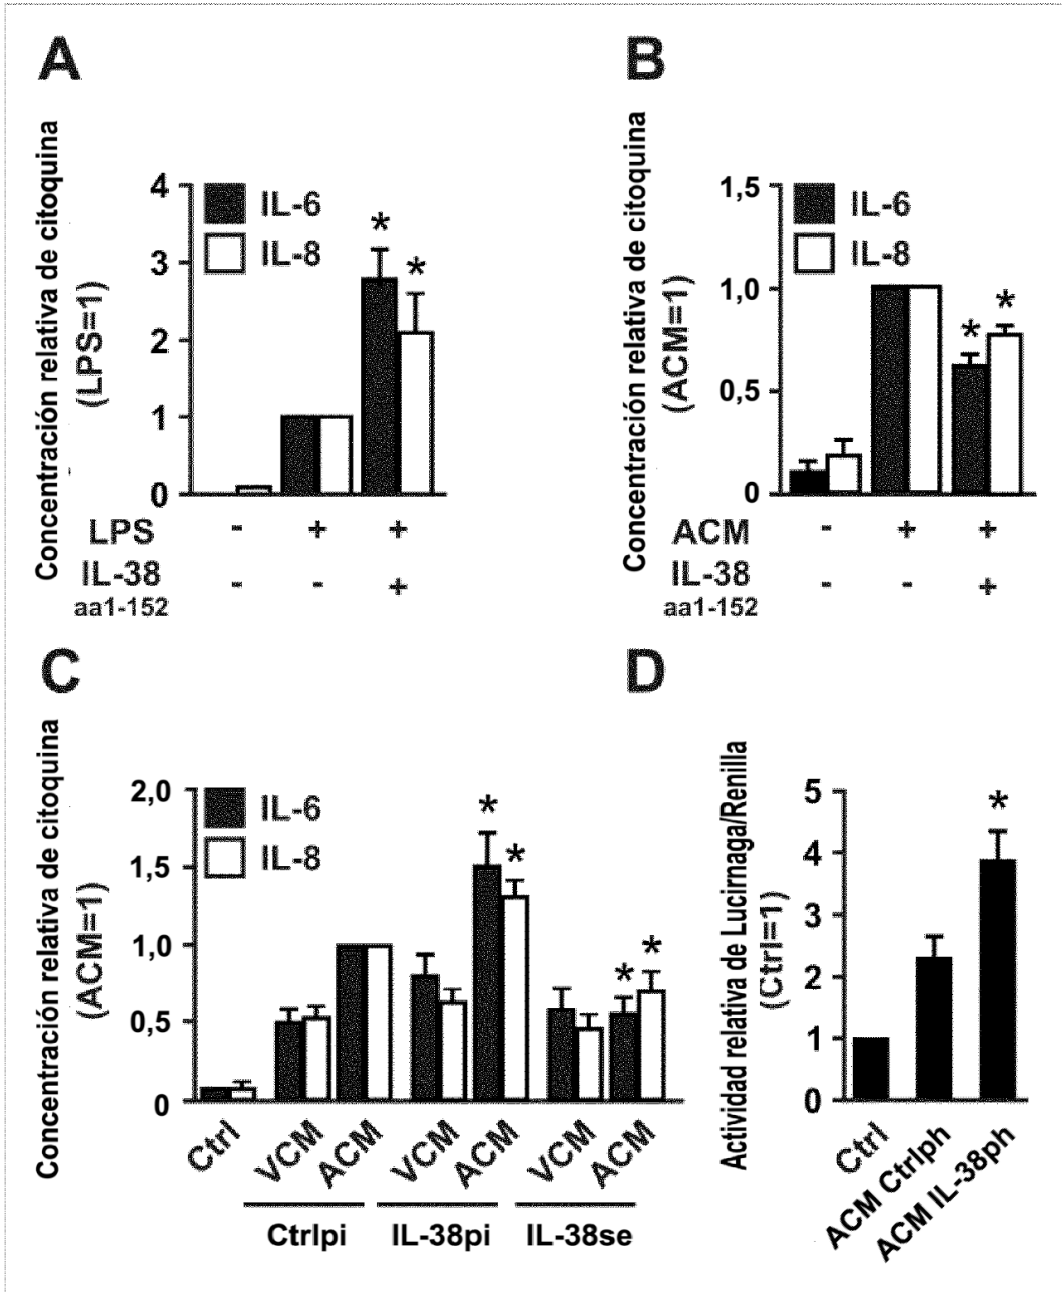 A
Concentración relativa de citoquina
(LPS=1)
4
3
2
1
0
IL-6
IL-8
*
*
LPS - + +
IL-38 - - +
aa1-152
B
Concentración relativa de citoquina
(ACM=1)
1,5
1,0
0,5
0
IL-6
IL-8
*
*
ACM - + +
IL-38 - - +
aa1-152
C
Concentración relativa de citoquina
(ACM=1)
2,0
1,5
1,0
0,5
0
IL-6
IL-8
*
*
*
*
Ctrl VCM ACM VCM ACM VCM ACM
Ctrlpi IL-38pi IL-38se
D
Actividad relativa de Lucirnaga/Renilla
(Ctrl=1)
5
4
3
2
1
0
*
Ctrl
ACM Ctrlph
ACM IL-38ph